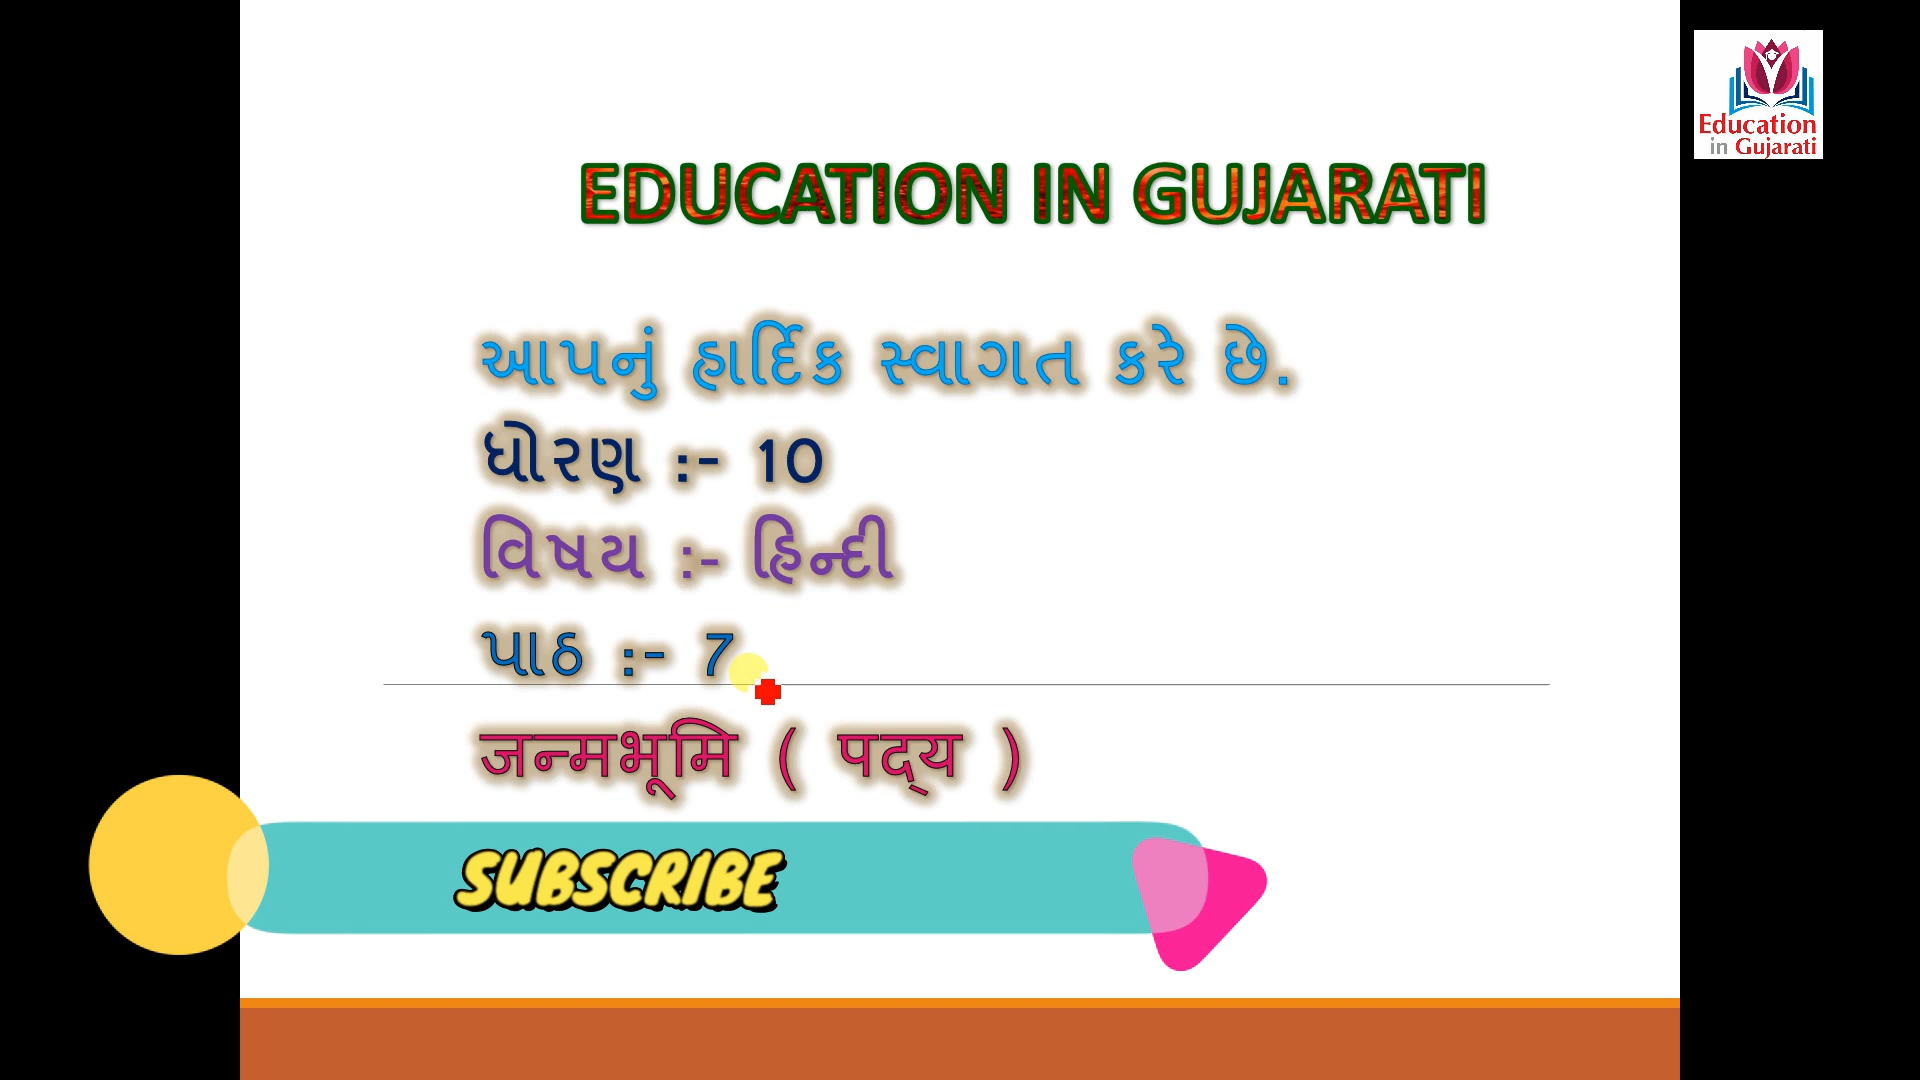 Education
in Gujarati
EDUCATION IN GUJARATI
આપનું હાર્દિક સ્વાગત કરે છે.
ધોરણ :- 10
વિષય :- હિન્દી
પાઠ :- 7
जन्मभूमि ( पद्‌य )
SUBSCRIBE